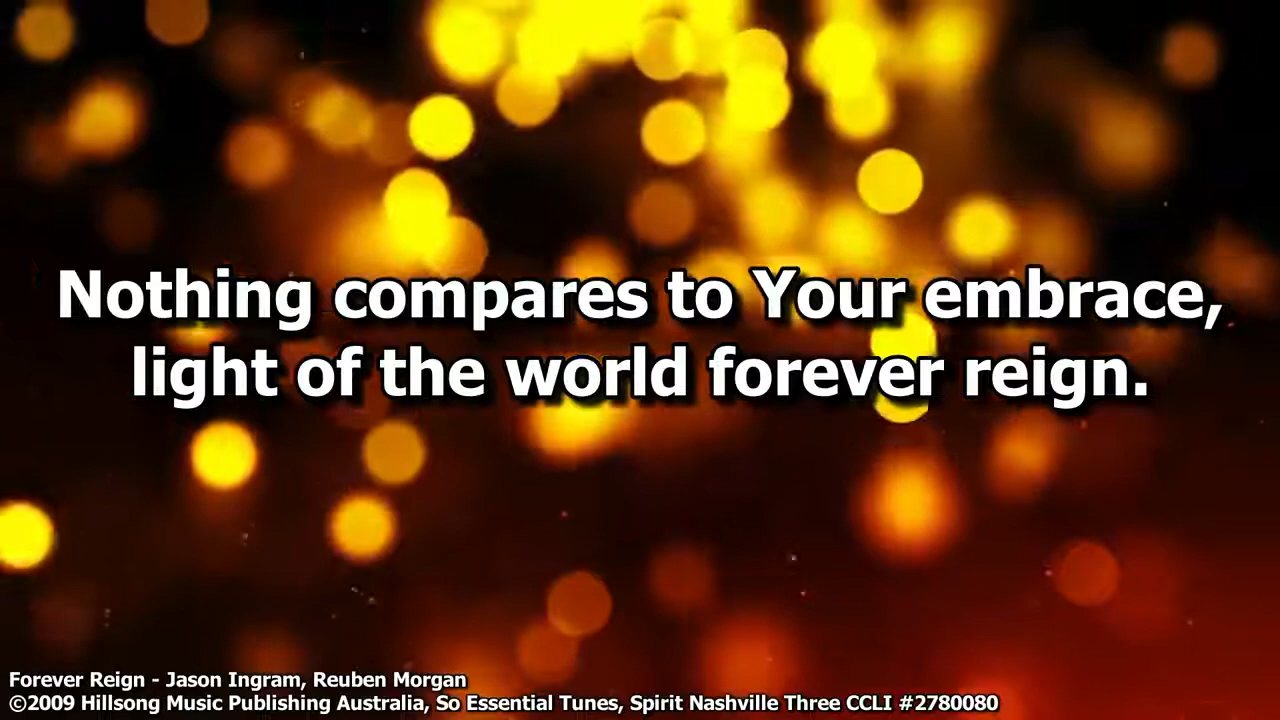 Nothing compares to Your embrace,
light of the world forever reign.
Forever Reign - Jason Ingram, Reuben Morgan
©2009 Hillsong Music Publishing Australia, So Essential Tunes, Spirit Nashville Three CCLI #2780080